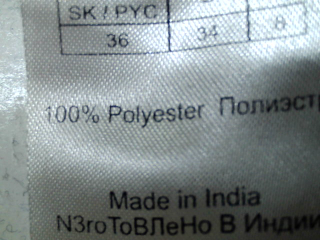 SK / PYC
36 34 8
100% Polyester Полиэст
Made in India
N3гоТоВЛеНо В Индии